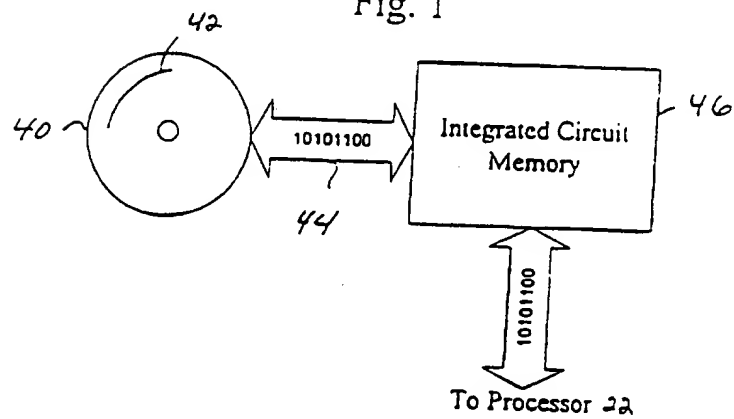 Fig. 1
42
40
10101100
46
Integrated Circuit
Memory
44
10101100
To Processor 22